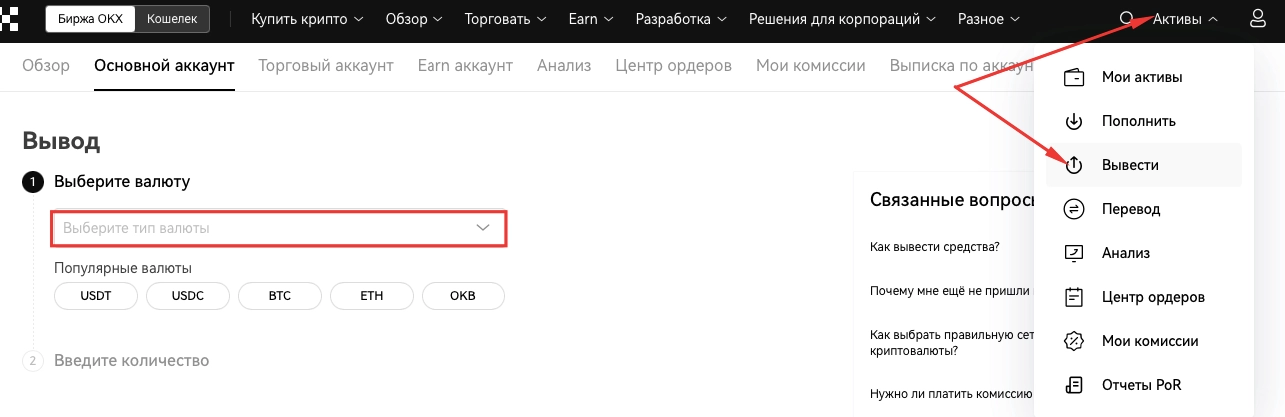 Биржа OKX Кошелек Купить крипто Обзор Торговать Earn Разработка Решения для корпораций Разное Активы
Обзор Основной аккаунт Торговый аккаунт Earn аккаунт Анализ Центр ордеров Мои комиссии Выписка по аккаун
Вывод
1 Выберите валюту
Выберите тип валюты
Популярные валюты
USDT USDC BTC ETH OKB
2 Введите количество
Связанные вопросы
Как вывести средства?
Почему мне ещё не пришли
Как выбрать правильную сет
криптовалюты?
Нужно ли платить комиссию
Мои активы
Пополнить
Вывести
Перевод
Анализ
Центр ордеров
Мои комиссии
Отчеты PoR